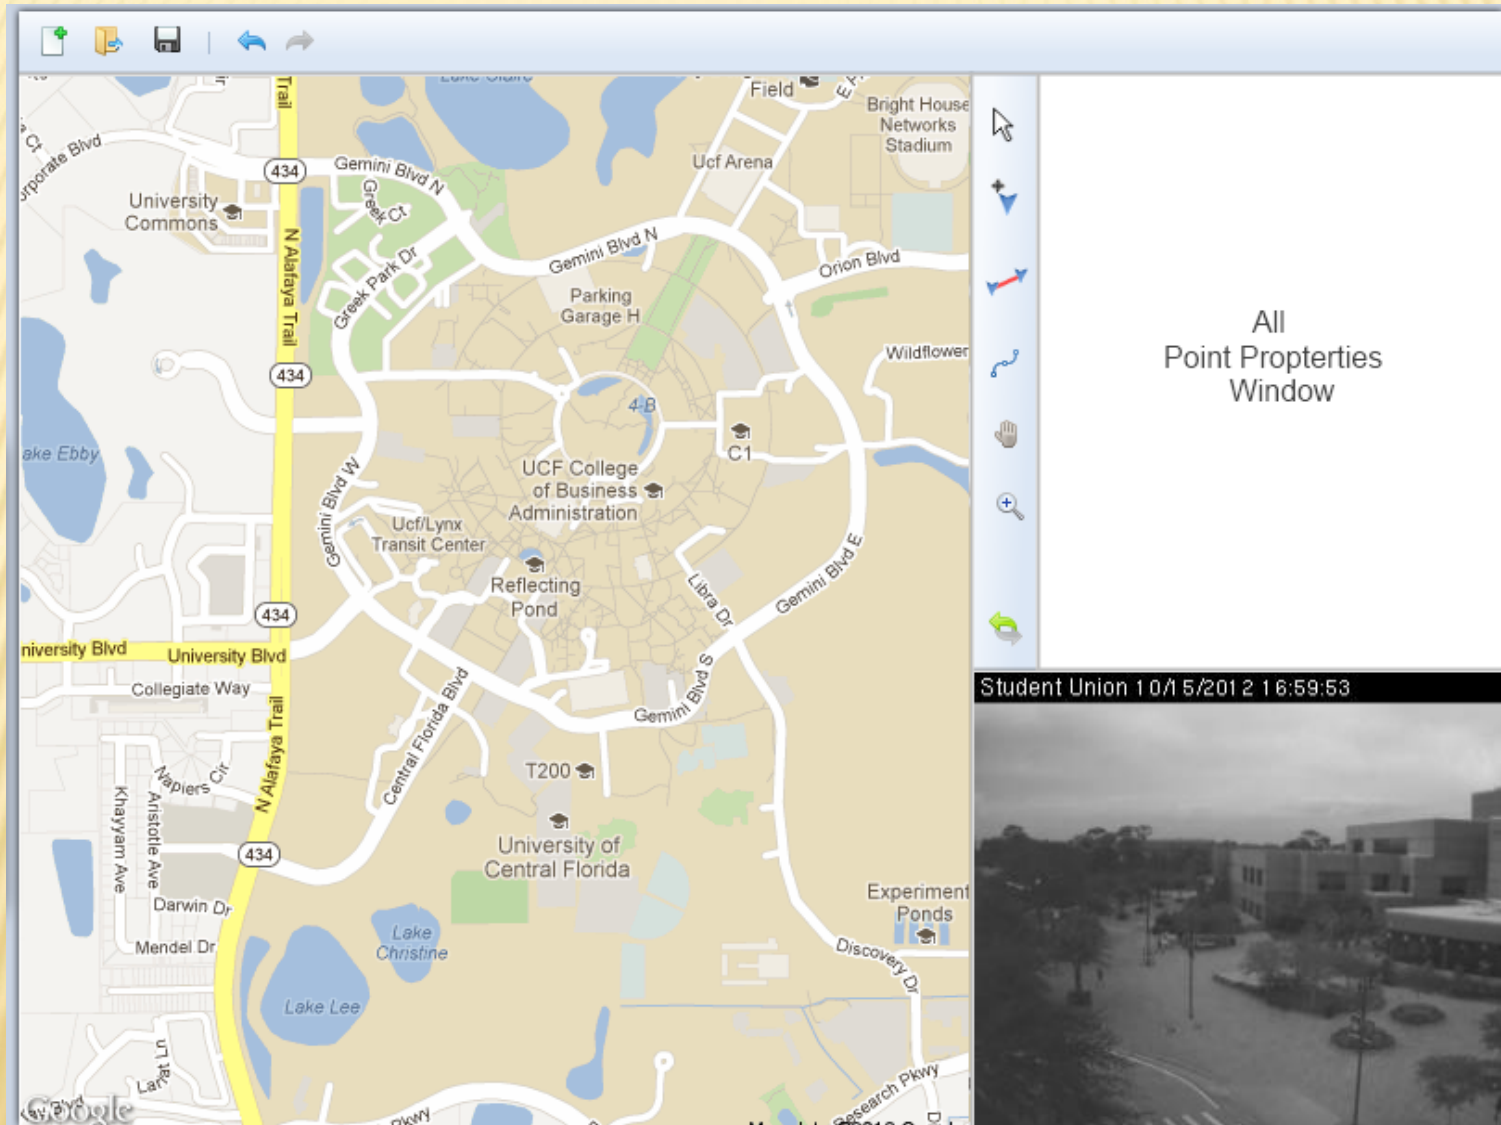 Trail
Ct
Lake Claire
Field
Bright House
Networks
Stadium
Ucf Arena
434
Gemini Blvd N
Greek Ct
University
Commons
N Alafaya Trail
Greek Park Dr
Gemini Blvd N
Orion Blvd
Parking
Garage H
Wildflower
434
4-B
C1
ake Ebby
UCF College
of Business
Administration
Gemini Blvd W
Ucf/Lynx
Transit Center
Reflecting
Pond
Libra Dr
Gemini Blvd E
434
niversity Blvd
University Blvd
Collegiate Way
Gemini Blvd S
N Alafaya Trail
Central Florida Blvd
Napiers Cir
Khayyam Ave
Aristotle Ave
T200
University of
Central Florida
434
Darwin Dr
Mendel Dr
Lake
Christine
Lake Lee
Experiment
Ponds
Discovery Dr
Research Pkwy
Pkwy
Google
All
Point Propterties
Window
Student Union 10/15/2012 16:59:53